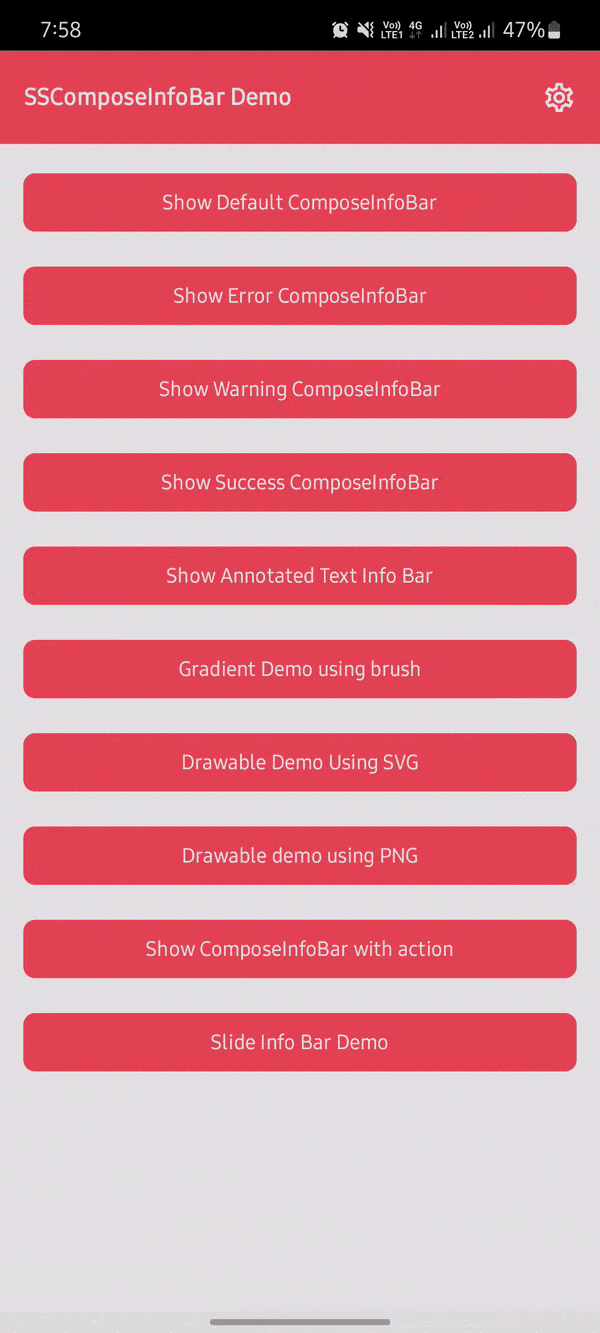 7:58
Vo)) LTE1 4G Vo)) LTE2 47%
SSComposeInfoBar Demo
Show Default ComposeInfoBar
Show Error ComposeInfoBar
Show Warning ComposeInfoBar
Show Success ComposeInfoBar
Show Annotated Text Info Bar
Gradient Demo using brush
Drawable Demo Using SVG
Drawable demo using PNG
Show ComposeInfoBar with action
Slide Info Bar Demo